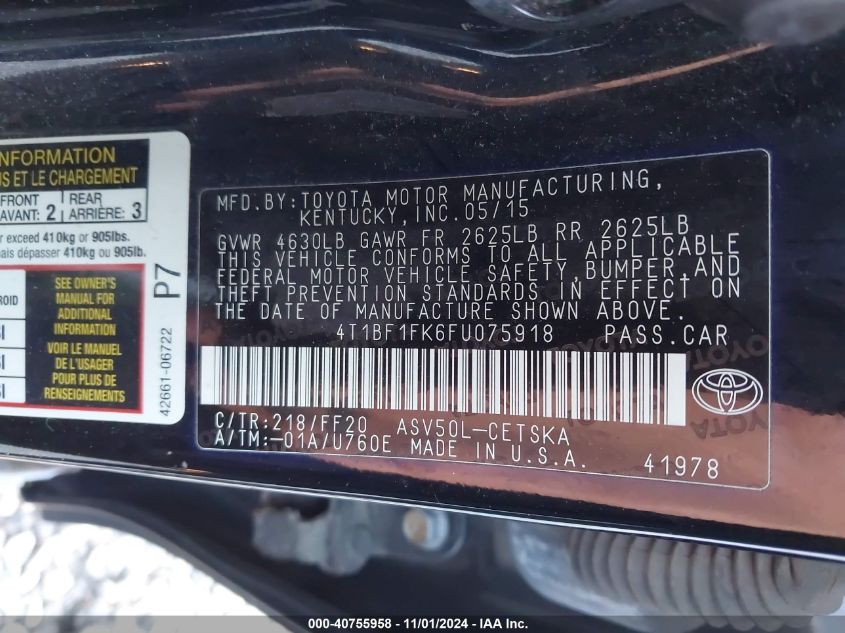 NFORMATION
US ET LE CHARGEMENT
FRONT
AVANT: 2
REAR
ARRIÈRE: 3
exceed 410kg or 905lbs.
ais dépasser 410kg ou 905lb.
SEE OWNER'S
MANUAL FOR
ADDITIONAL
INFORMATION
VOIR LE MANUEL
DE L'USAGER
POUR PLUS DE
RENSEIGNEMENTS
P7
42661-06722
MFD.BY:TOYOTA MOTOR MANUFACTURING,
KENTUCKY,INC.05/15
GVWR 4630LB GAWR FR 2625LB RR 2625LB
THIS VEHICLE CONFORMS TO ALL APPLICABLE
FEDERAL MOTOR VEHICLE SAFETY,BUMPER,AND
THEFT PREVENTION STANDARDS IN EFFECT ON
THE DATE OF MANUFACTURE SHOWN ABOVE.
4T1BF1FK6FU075918 PASS.CAR
C/TR:218/FF20 ASV50L-CETSKA
A/TM:-01A/U760E MADE IN U.S.A.
41978
000-40755958 - 11/01/2024 - IAA Inc.